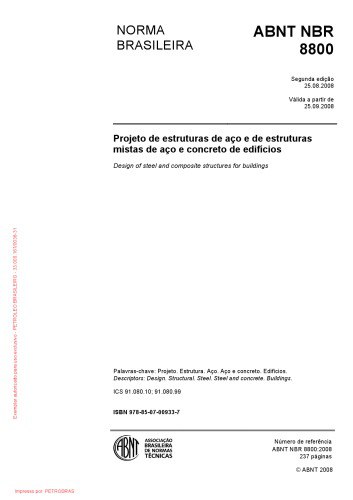 NORMA
BRASILEIRA
ABNT NBR
8800
Segunda edição
25.08.2008
Válida a partir de
25.09.2008
Projeto de estruturas de aço e de estruturas
mistas de aço e concreto de edifícios
Design of steel and composite structures for buildings
Palavras-chave: Projeto. Estrutura. Aço. Aço e concreto. Edifícios.
Descriptors: Design. Structural. Steel. Steel and concrete. Buildings.
ICS 91.080.10; 91.080.99
ISBN 978-85-07-00933-7
ABNT
ASSOCIAÇÃO
BRASILEIRA
DE NORMAS
TÉCNICAS
Número de referência
ABNT NBR 8800:2008
237 páginas
© ABNT 2008
Exemplar autorizado para uso exclusivo - PETROLEO BRASILEIRO - 33.000.167/0036-31
Impresso por: PETROBRAS